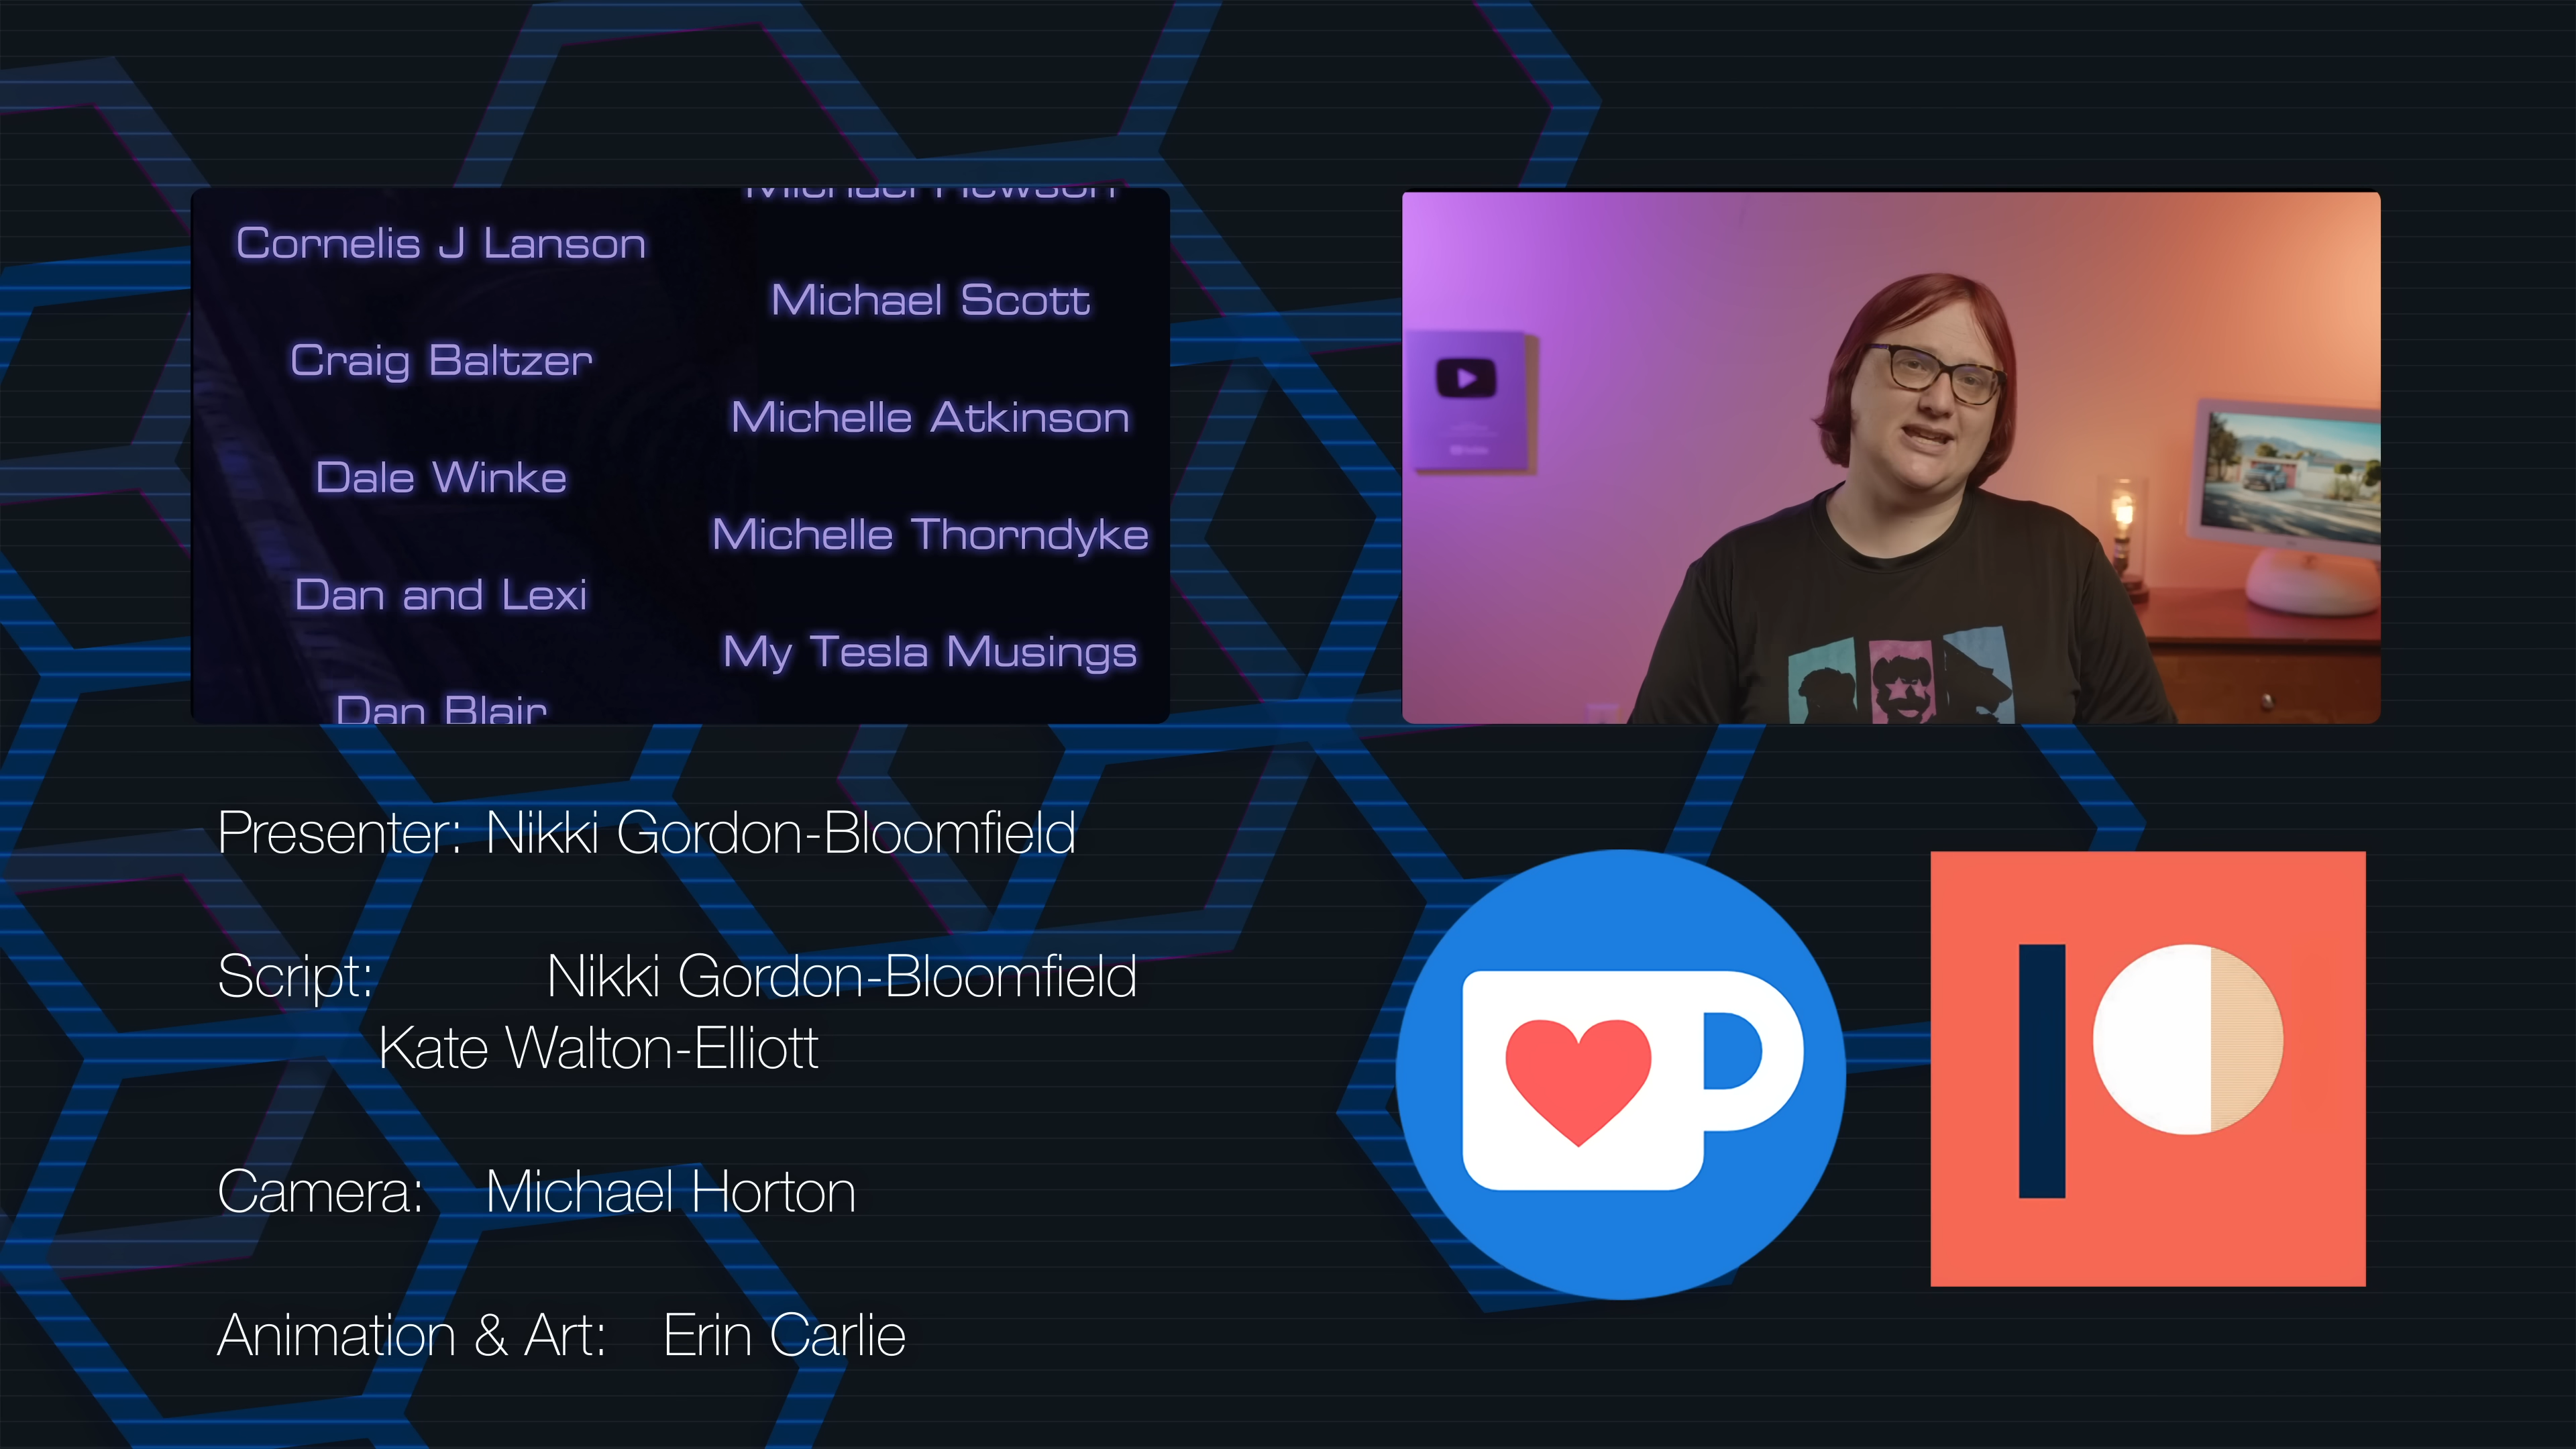 Cornelis J Lanson
Craig Baltzer
Dale Winke
Dan and Lexi
Dan Blair
Michael Hewson
Michael Scott
Michelle Atkinson
Michelle Thorndyke
My Tesla Musings
Presenter: Nikki Gordon-Bloomfield
Script: Nikki Gordon-Bloomfield
Kate Walton-Elliott
Camera: Michael Horton
Animation & Art: Erin Carlie